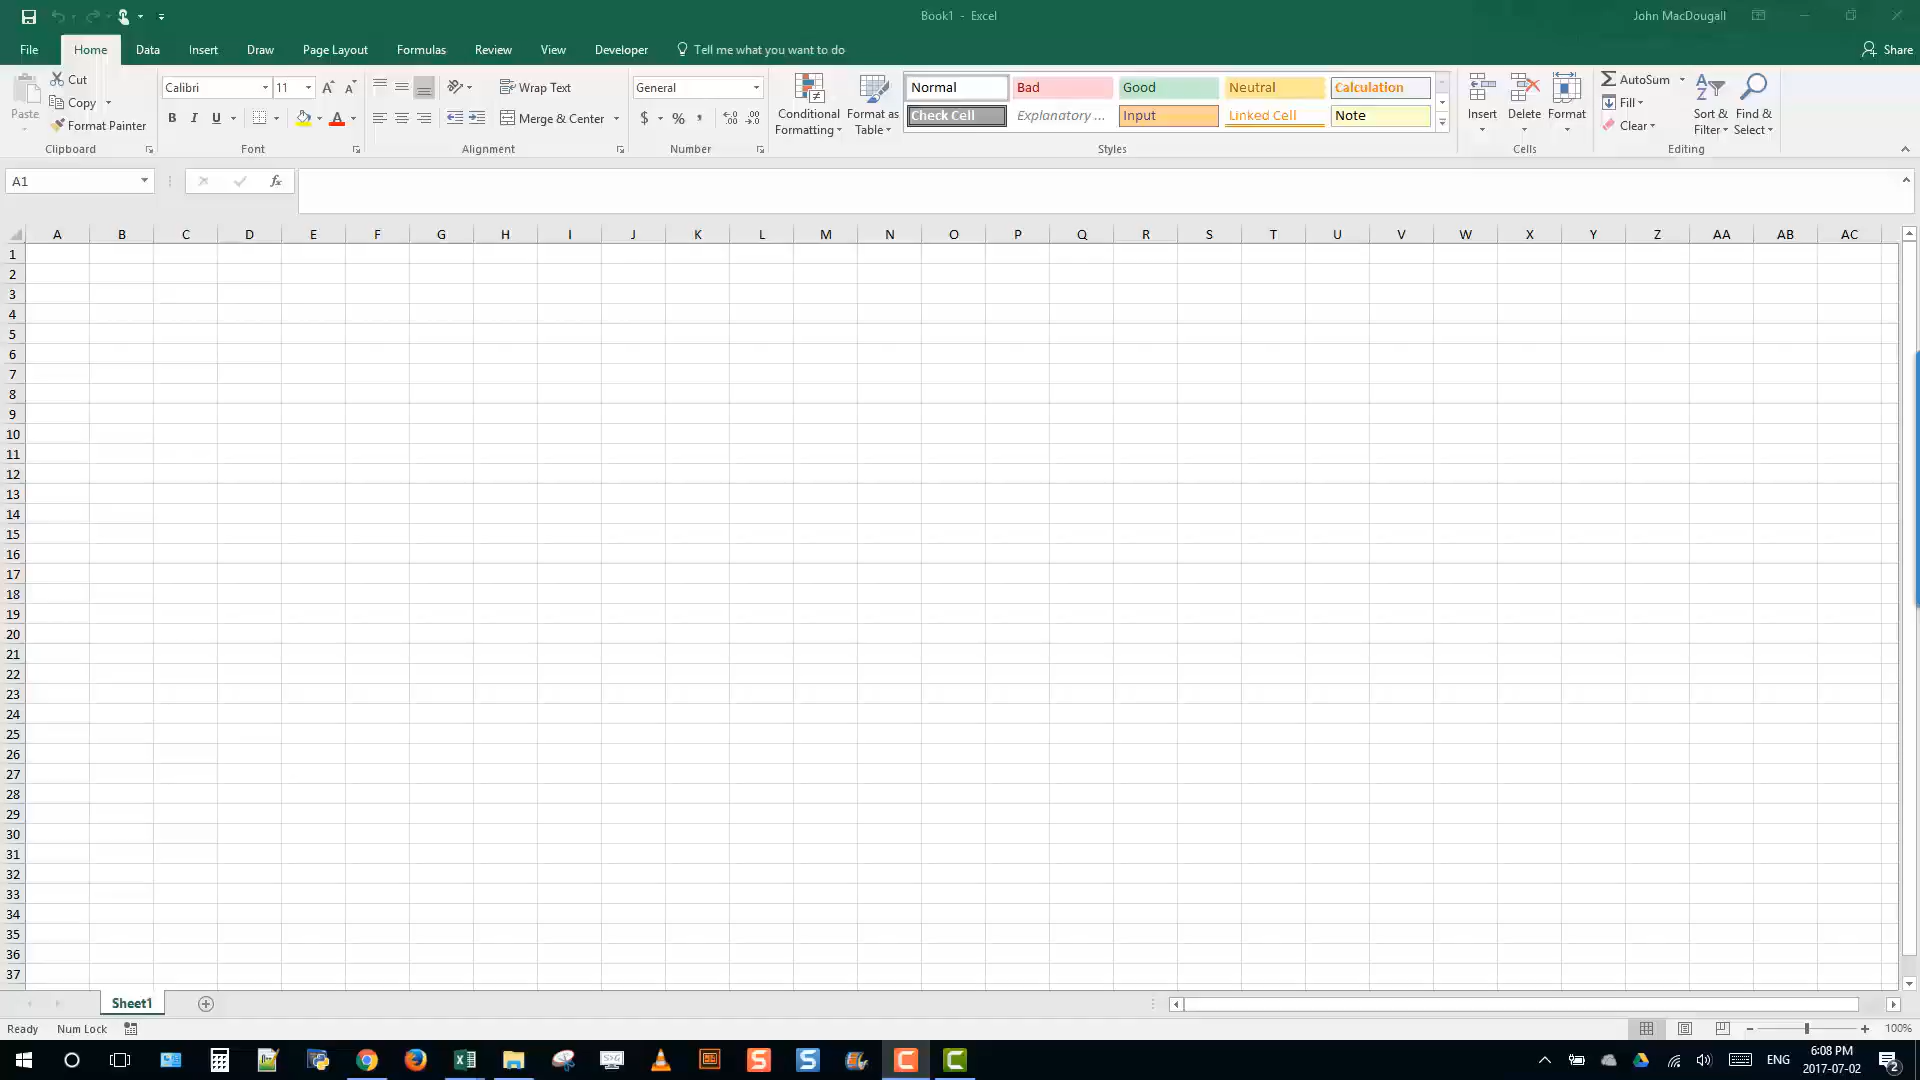 Book1 - Excel
John MacDougall
File Home Data Insert Draw Page Layout Formulas Review View Developer Tell me what you want to do Share
Paste
Cut
Copy
Format Painter
Clipboard
Calibri 11
B I U A
Font
Wrap Text
Merge & Center
Alignment
General
$ % ,
Number
Conditional Formatting
Format as Table
Normal Bad Good Neutral Calculation
Check Cell Explanatory ... Input Linked Cell Note
Styles
Insert Delete Format
Cells
AutoSum
Fill
Clear
Sort & Filter
Find & Select
Editing
A1 fx
A B C D E F G H I J K L M N O P Q R S T U V W X Y Z AA AB AC
1
2
3
4
5
6
7
8
9
10
11
12
13
14
15
16
17
18
19
20
21
22
23
24
25
26
27
28
29
30
31
32
33
34
35
36
37
Sheet1
Ready Num Lock 100%
ENG 6:08 PM
2017-07-02
2